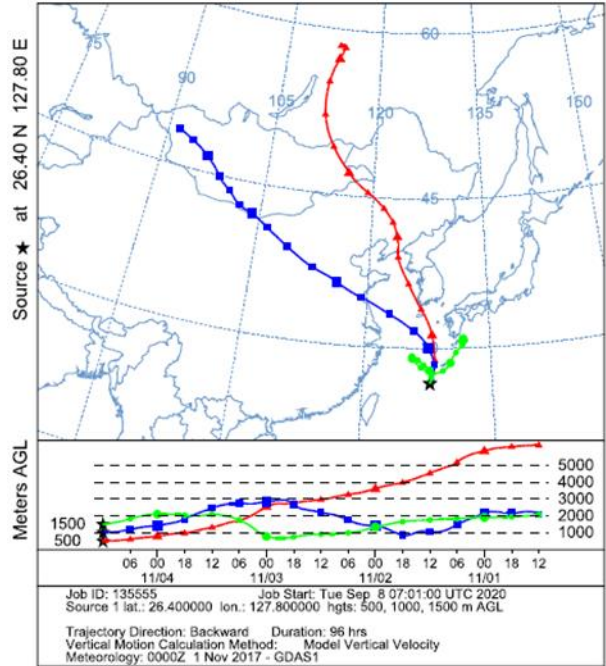 Source ★ at 26.40 N 127.80 E
75
90
105
120
135
150
60
45
Meters AGL
1500
500
5000
4000
3000
2000
1000
06 00 18 12 06 00 18 12 06 00 18 12 06 00 18 12
11/04 11/03 11/02 11/01
Job ID: 135555 Job Start: Tue Sep 8 07:01:00 UTC 2020
Source 1 lat.: 26.400000 lon.: 127.800000 hgts: 500, 1000, 1500 m AGL
Trajectory Direction: Backward Duration: 96 hrs
Vertical Motion Calculation Method: Model Vertical Velocity
Meteorology: 0000Z 1 Nov 2017 - GDAS1